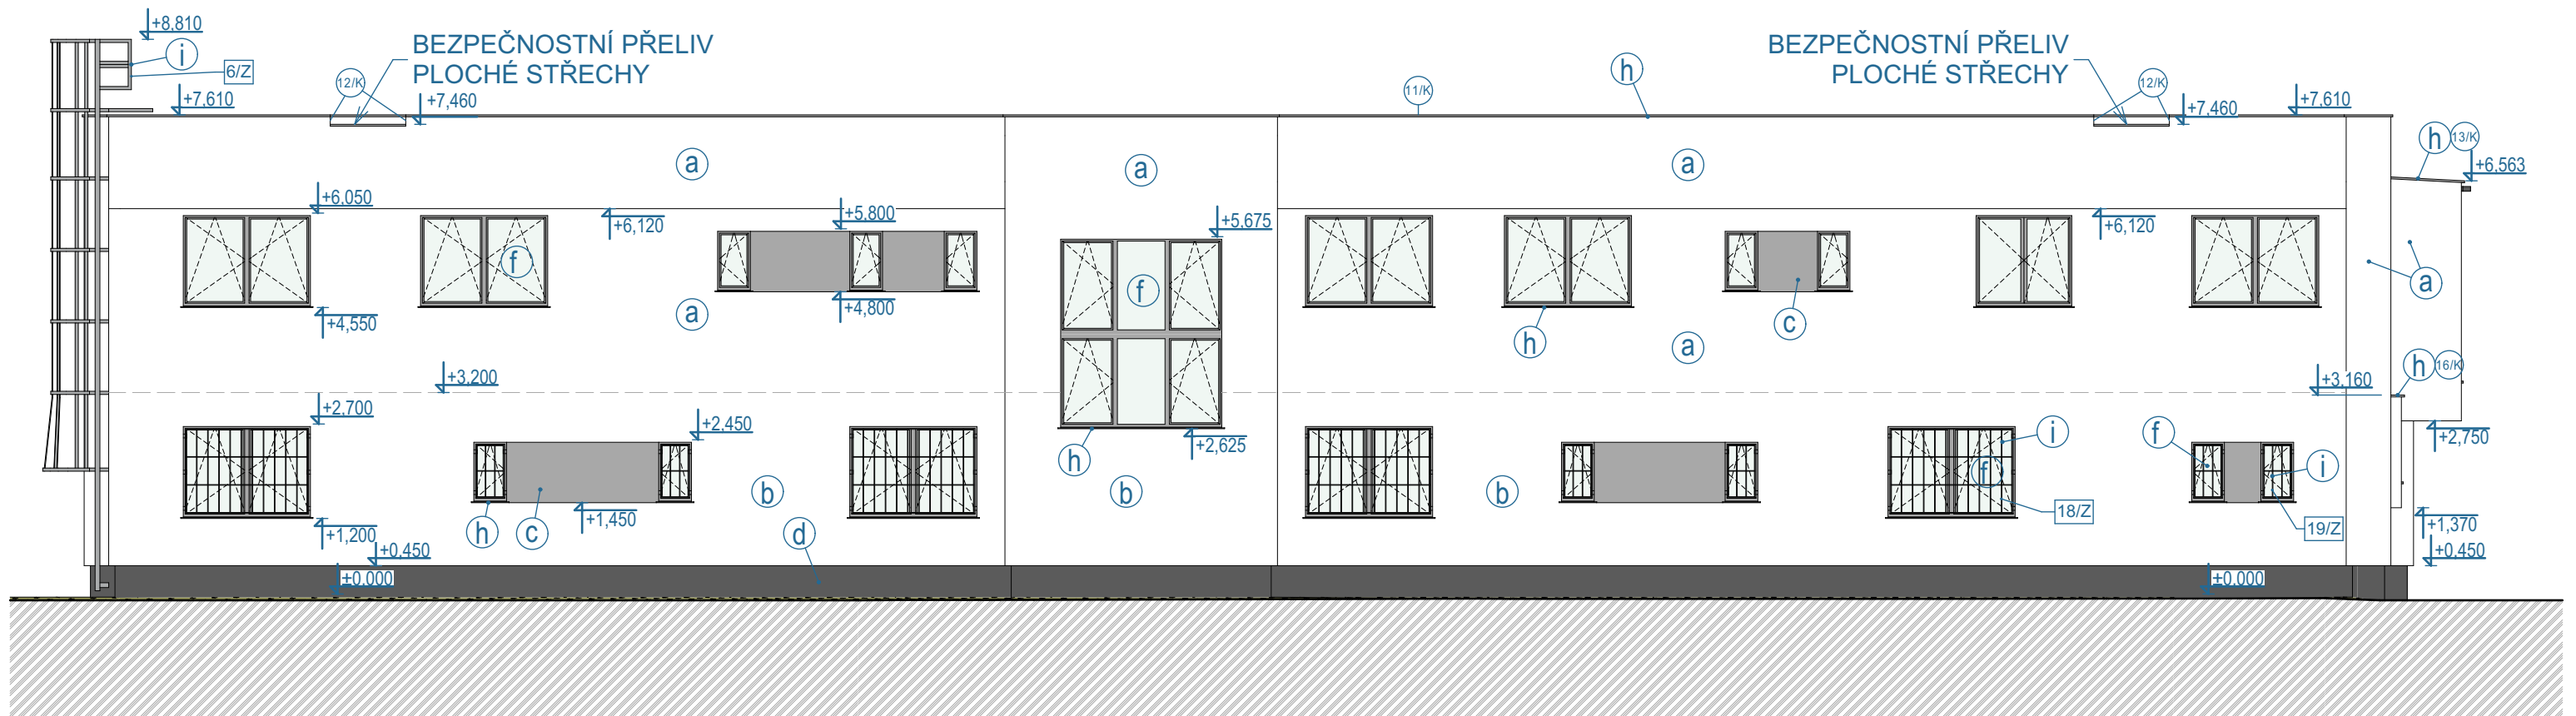 +8,810
i
6/Z
+7,610
12/K
BEZPEČNOSTNÍ PŘELIV
PLOCHÉ STŘECHY
+7,460
11/K
h
BEZPEČNOSTNÍ PŘELIV
PLOCHÉ STŘECHY
12/K
+7,460
+7,610
h
13/K
+6,563
a
a
a
+6,050
+6,120
+5,800
+5,675
+6,120
f
f
a
+4,550
+4,800
a
h
c
a
+3,200
+3,160
h
16/K
+2,700
+2,450
+2,625
+2,750
h
b
b
b
i
f
f
i
h
c
+1,450
d
18/Z
19/Z
+1,200
+1,370
+0,450
+0,450
±0,000
±0,000